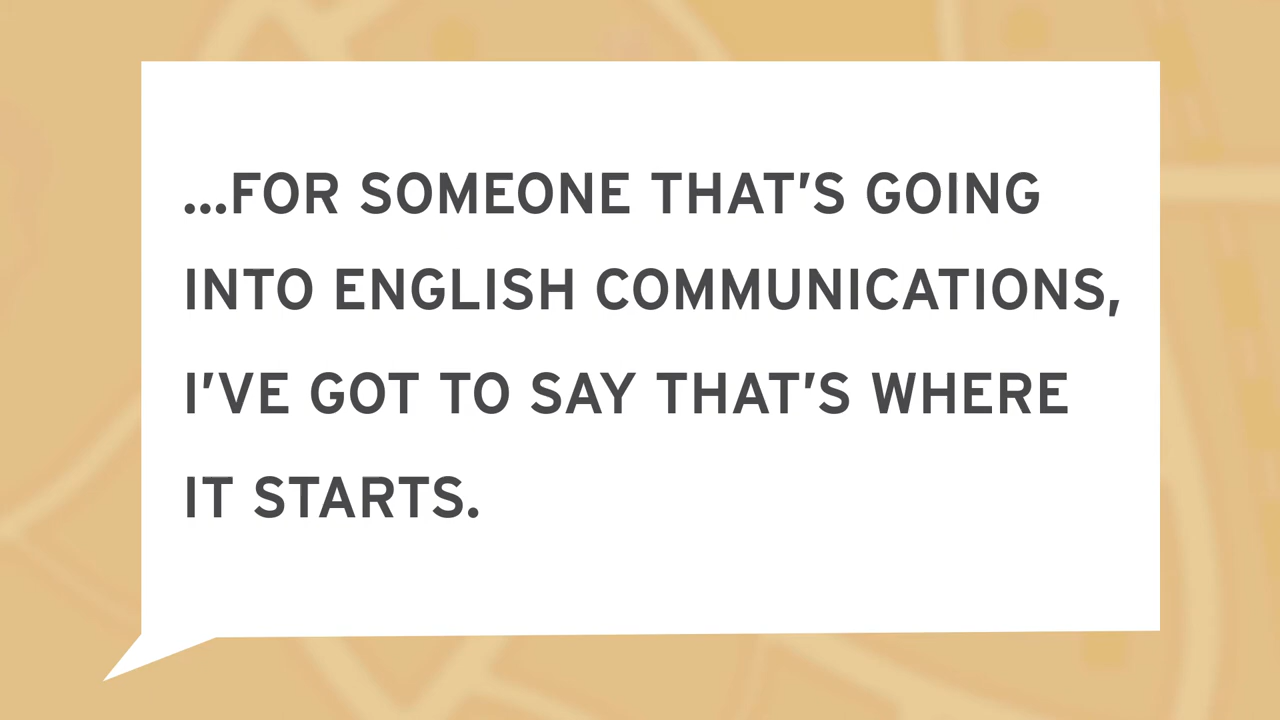 ...FOR SOMEONE THAT'S GOING
INTO ENGLISH COMMUNICATIONS,
I'VE GOT TO SAY THAT'S WHERE
IT STARTS.